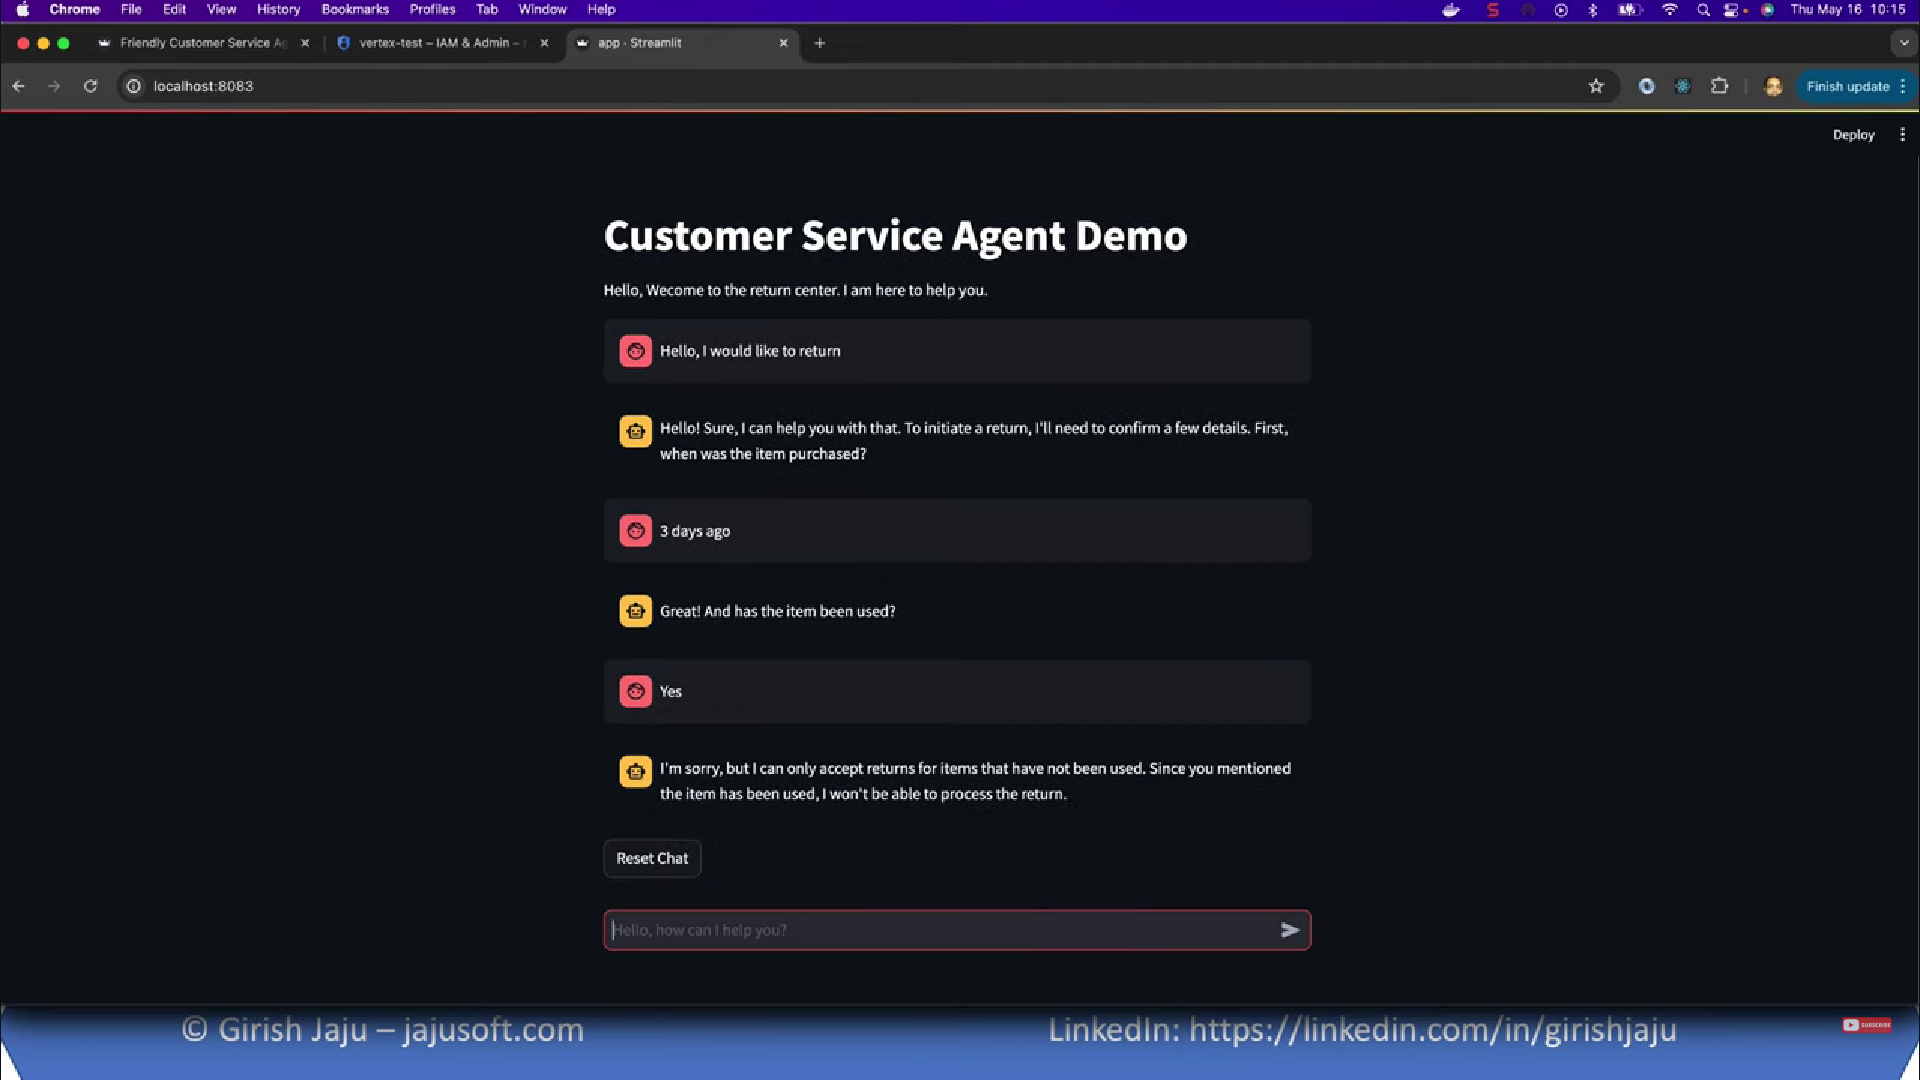 Chrome File Edit View History Bookmarks Profiles Tab Window Help Thu May 16 10:15
Friendly Customer Service Ag vertex-test – IAM & Admin – app · Streamlit
localhost:8083 Finish update
Deploy
Customer Service Agent Demo
Hello, Wecome to the return center. I am here to help you.
Hello, I would like to return
Hello! Sure, I can help you with that. To initiate a return, I'll need to confirm a few details. First,
when was the item purchased?
3 days ago
Great! And has the item been used?
Yes
I'm sorry, but I can only accept returns for items that have not been used. Since you mentioned
the item has been used, I won't be able to process the return.
Reset Chat
Hello, how can I help you?
© Girish Jaju – jajusoft.com LinkedIn: https://linkedin.com/in/girishjaju
SUBSCRIBE